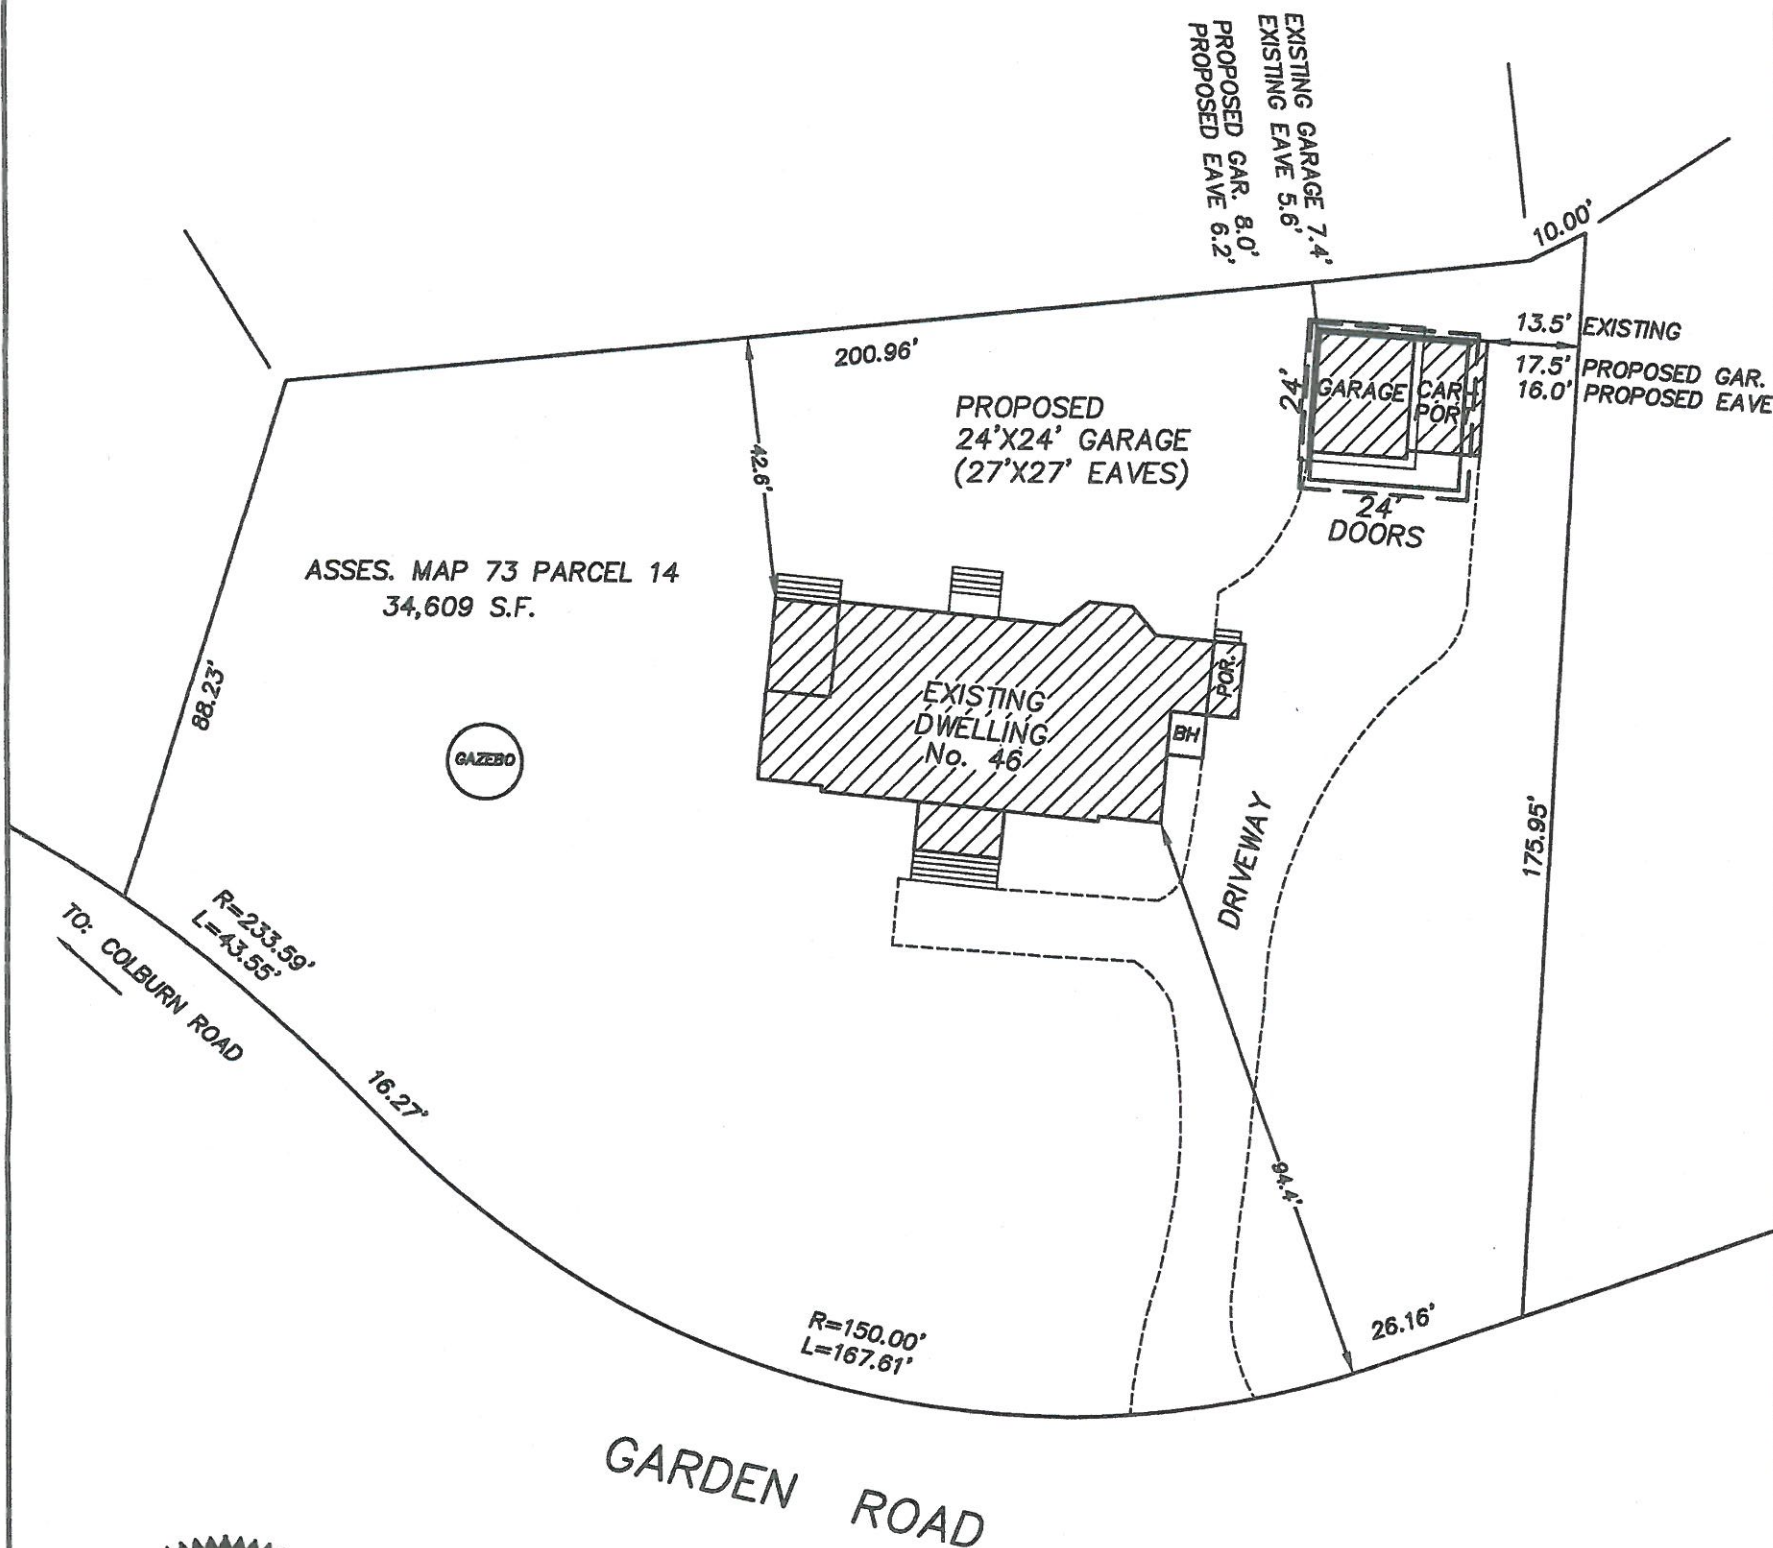 EXISTING GARAGE 7.4'
EXISTING EAVE 5.6'
PROPOSED GAR. 8.0'
PROPOSED EAVE 6.2'
10.00'
13.5' EXISTING
17.5' PROPOSED GAR.
16.0' PROPOSED EAVE
200.96'
24'
GARAGE
CAR
POR
PROPOSED
24'X24' GARAGE
(27'X27' EAVES)
42.6'
24'
DOORS
ASSES. MAP 73 PARCEL 14
34,609 S.F.
88.23'
GAZEBO
EXISTING
DWELLING
No. 46
POR.
BH
DRIVEWAY
175.95'
R=233.59'
L=43.55'
TO: COLBURN ROAD
16.27'
94.4'
26.16'
R=150.00'
L=167.61'
GARDEN ROAD